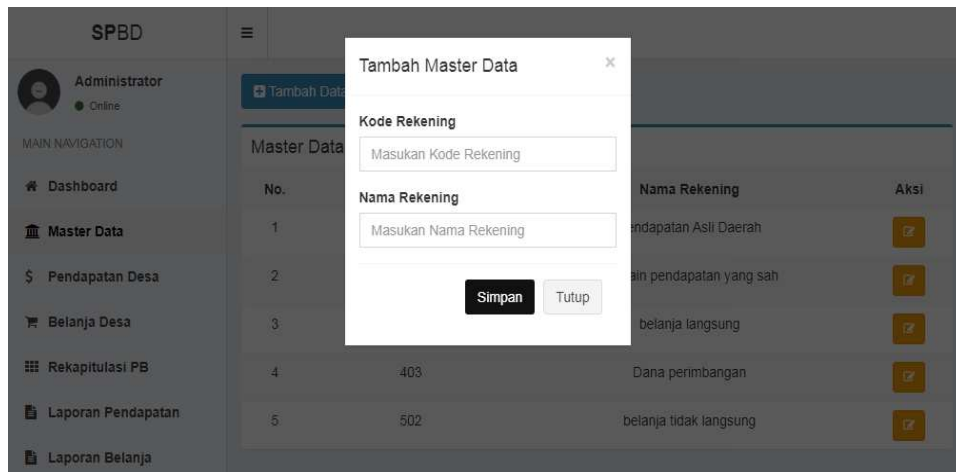 SPBD
Administrator
Online
MAIN NAVIGATION
Dashboard
Master Data
Pendapatan Desa
Belanja Desa
Rekapitulasi PB
Laporan Pendapatan
Laporan Belanja
Tambah Data
Master Data
No. Nama Rekening Aksi
1 endapatan Asli Daerah
2 ain pendapatan yang sah
3 belanja langsung
4 403 Dana perimbangan
5 502 belanja tidak langsung
Tambah Master Data ×
Kode Rekening
Masukan Kode Rekening
Nama Rekening
Masukan Nama Rekening
Simpan Tutup